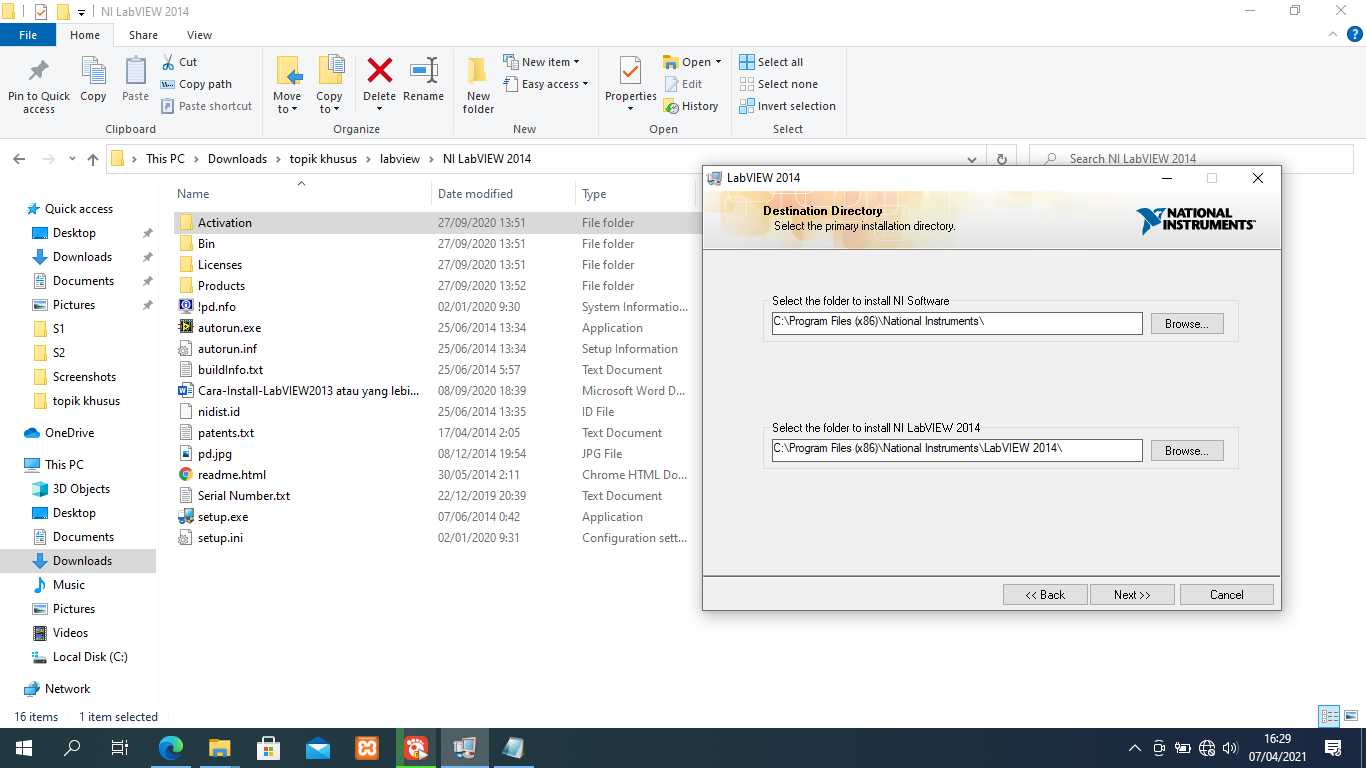 NI LabVIEW 2014
File Home Share View
Pin to Quick access
Copy
Paste
Cut
Copy path
Paste shortcut
Clipboard
Move to
Copy to
Delete
Rename
Organize
New folder
New item
Easy access
New
Properties
Open
Edit
History
Open
Select all
Select none
Invert selection
Select
This PC > Downloads > topik khusus > labview > NI LabVIEW 2014
Search NI LabVIEW 2014
Quick access
Desktop
Downloads
Documents
Pictures
S1
S2
Screenshots
topik khusus
OneDrive
This PC
3D Objects
Desktop
Documents
Downloads
Music
Pictures
Videos
Local Disk (C:)
Network
Name Date modified Type
Activation 27/09/2020 13:51 File folder
Bin 27/09/2020 13:51 File folder
Licenses 27/09/2020 13:51 File folder
Products 27/09/2020 13:52 File folder
!pd.nfo 02/01/2020 9:30 System Informatio...
autorun.exe 25/06/2014 13:34 Application
autorun.inf 25/06/2014 13:34 Setup Information
buildInfo.txt 25/06/2014 5:57 Text Document
Cara-Install-LabVIEW2013 atau yang lebi... 08/09/2020 18:39 Microsoft Word D...
nidist.id 25/06/2014 13:35 ID File
patents.txt 17/04/2014 2:05 Text Document
pd.jpg 08/12/2014 19:54 JPG File
readme.html 30/05/2014 2:11 Chrome HTML Do...
Serial Number.txt 22/12/2019 20:39 Text Document
setup.exe 07/06/2014 0:42 Application
setup.ini 02/01/2020 9:31 Configuration sett...
LabVIEW 2014
Destination Directory
Select the primary installation directory.
NATIONAL
INSTRUMENTS
Select the folder to install NI Software
C:\Program Files (x86)\National Instruments\
Browse...
Select the folder to install NI LabVIEW 2014
C:\Program Files (x86)\National Instruments\LabVIEW 2014\
Browse...
<< Back Next >> Cancel
16 items 1 item selected
16:29
07/04/2021